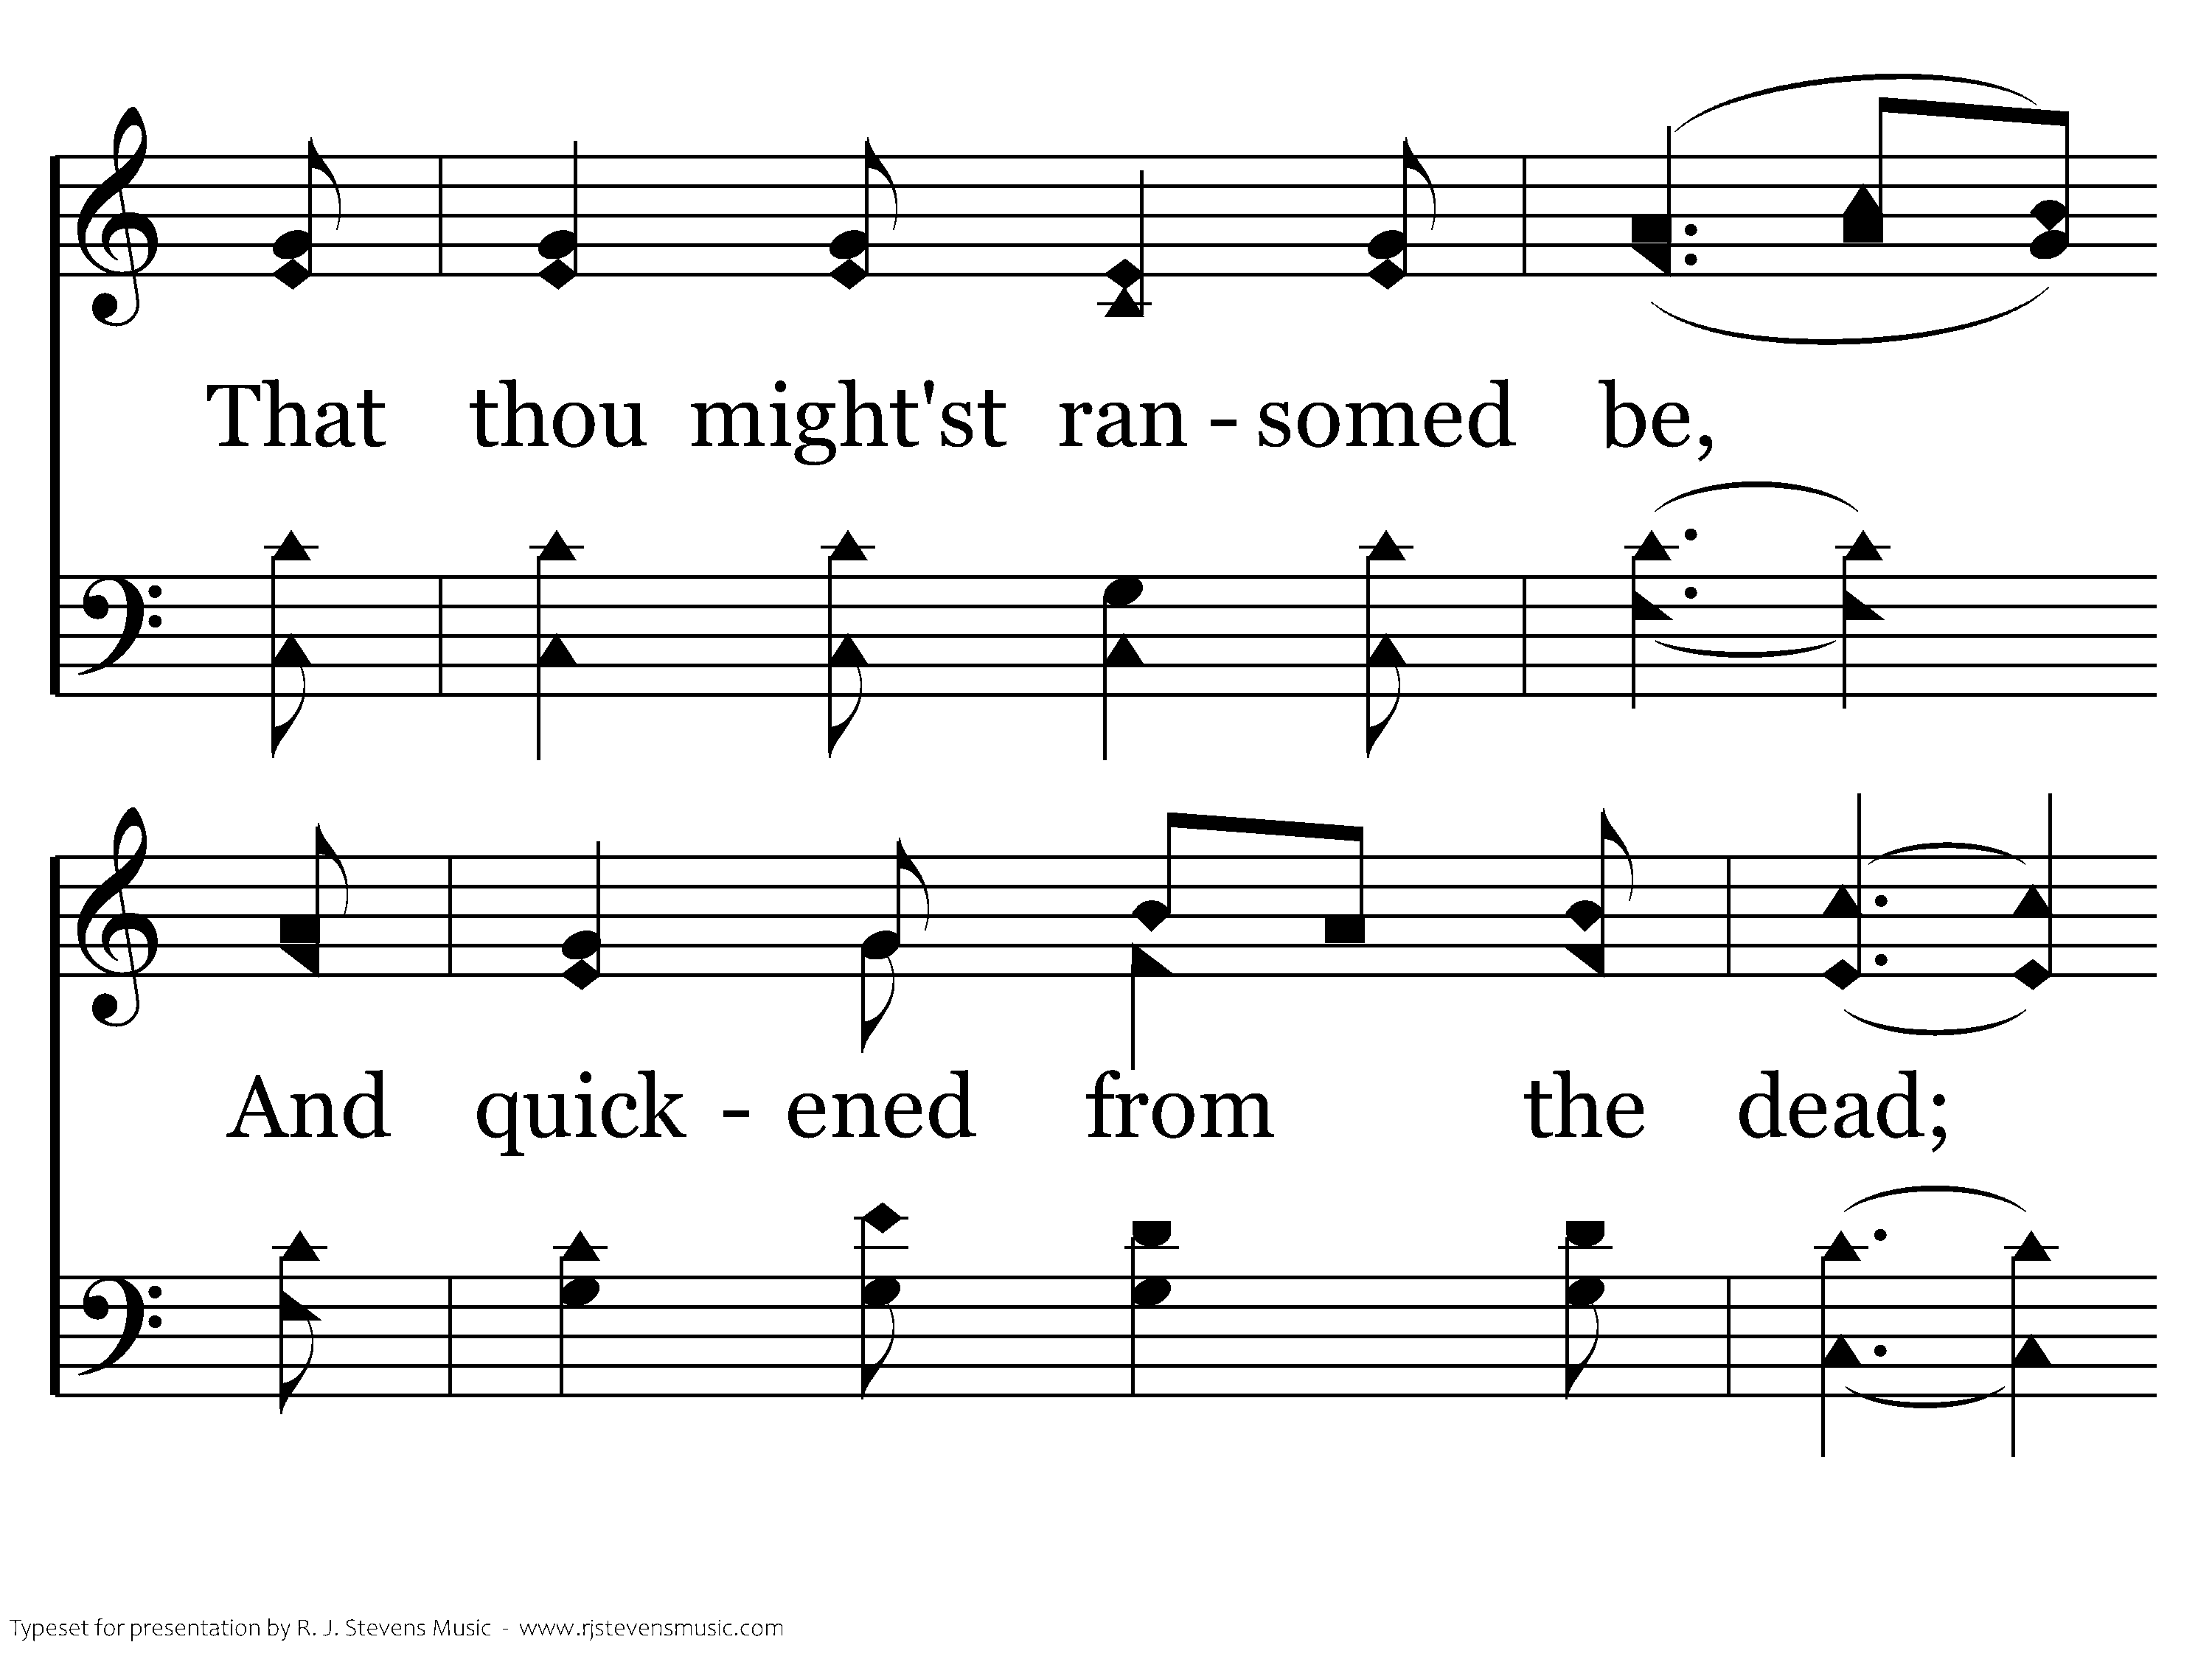 That thou might'st ran - somed be,
And quick - ened from the dead;
Typeset for presentation by R. J. Stevens Music - www.rjstevensmusic.com